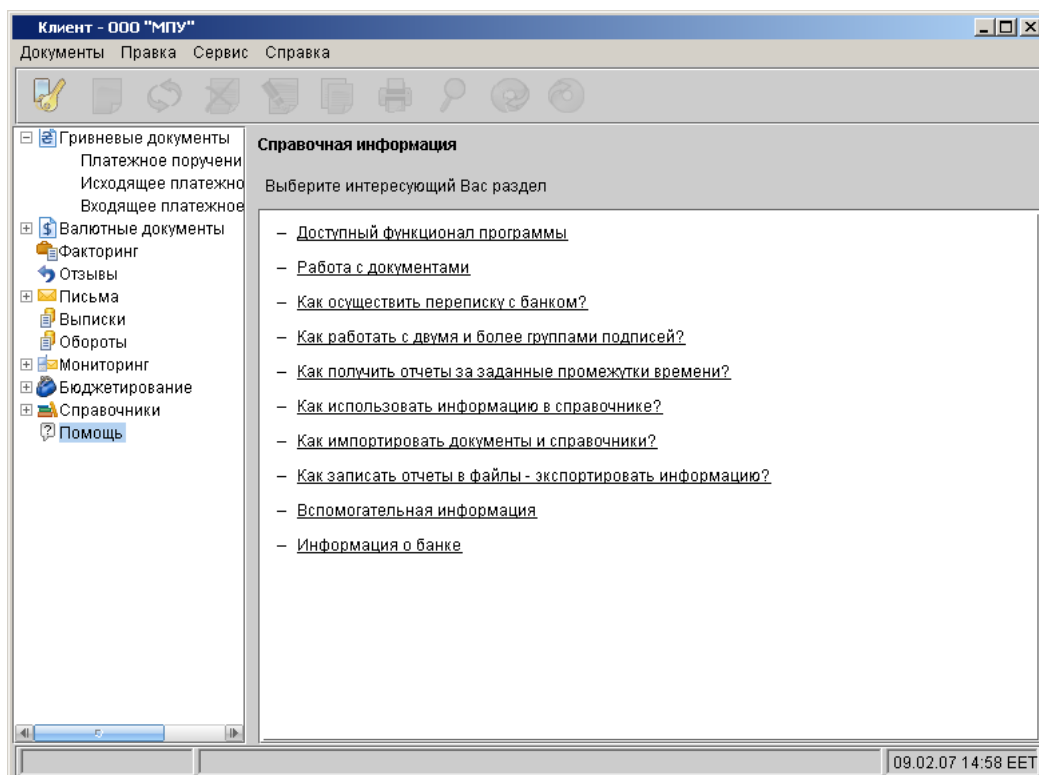 Клиент - ООО "МПУ"
Документы Правка Сервис Справка
Гривневые документы
Платежное поручени
Исходящее платежно
Входящее платежное
Валютные документы
Факторинг
Отзывы
Письма
Выписки
Обороты
Мониторинг
Бюджетирование
Справочники
Помощь
Справочная информация
Выберите интересующий Вас раздел
– Доступный функционал программы
– Работа с документами
– Как осуществить переписку с банком?
– Как работать с двумя и более группами подписей?
– Как получить отчеты за заданные промежутки времени?
– Как использовать информацию в справочнике?
– Как импортировать документы и справочники?
– Как записать отчеты в файлы - экспортировать информацию?
– Вспомогательная информация
– Информация о банке
09.02.07 14:58 EET